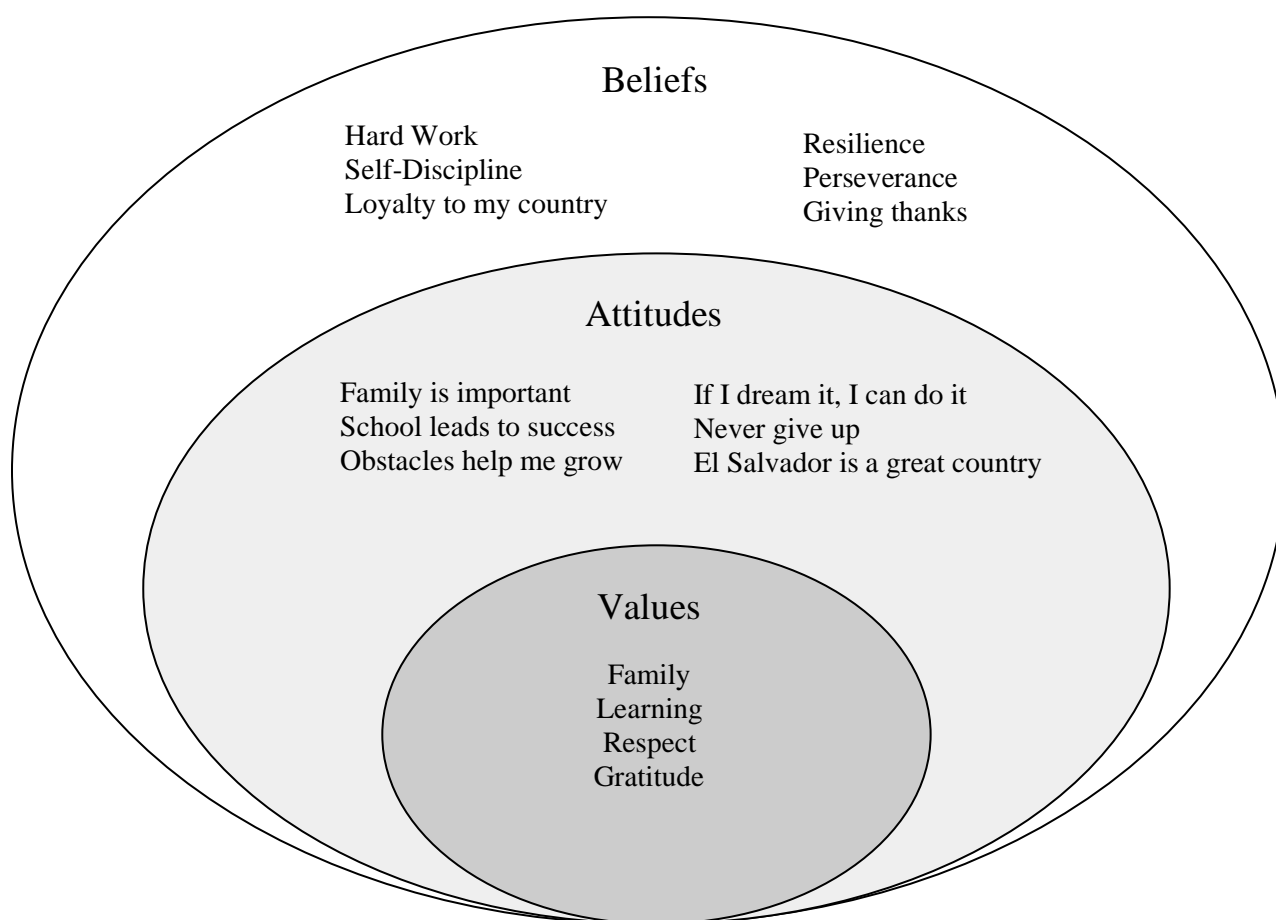 Beliefs
Hard Work
Self-Discipline
Loyalty to my country
Resilience
Perseverance
Giving thanks
Attitudes
Family is important
School leads to success
Obstacles help me grow
If I dream it, I can do it
Never give up
El Salvador is a great country
Values
Family
Learning
Respect
Gratitude